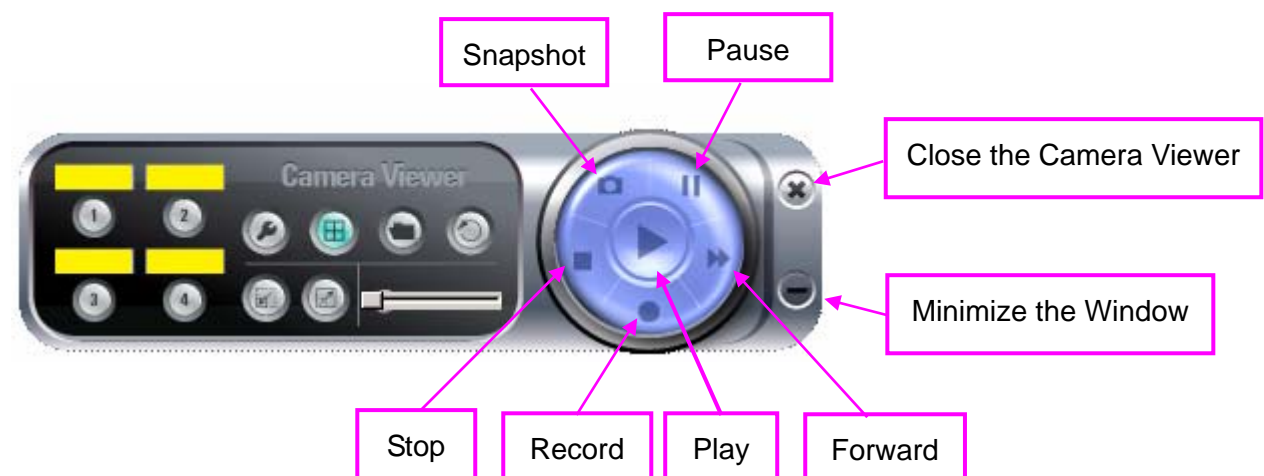 Snapshot
Pause
Close the Camera Viewer
Camera Viewer
1
2
3
4
Minimize the Window
Stop
Record
Play
Forward